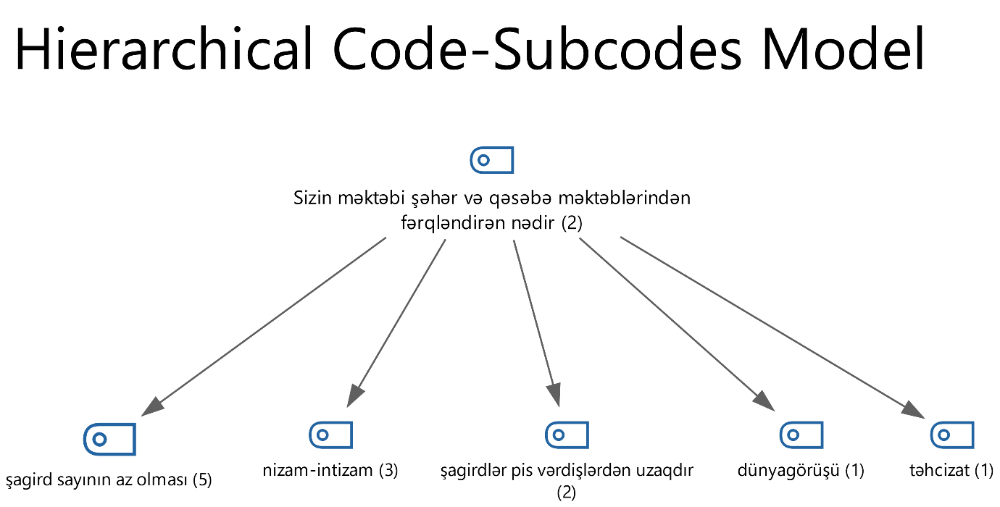 Hierarchical Code-Subcodes Model
Sizin məktəbi şəhər və qəsəbə məktəblərindən
fərqləndirən nədir (2)
şagird sayının az olması (5)
nizam-intizam (3)
şagirdlər pis vərdişlərdən uzaqdır
(2)
dünyagörüşü (1)
təhcizat (1)